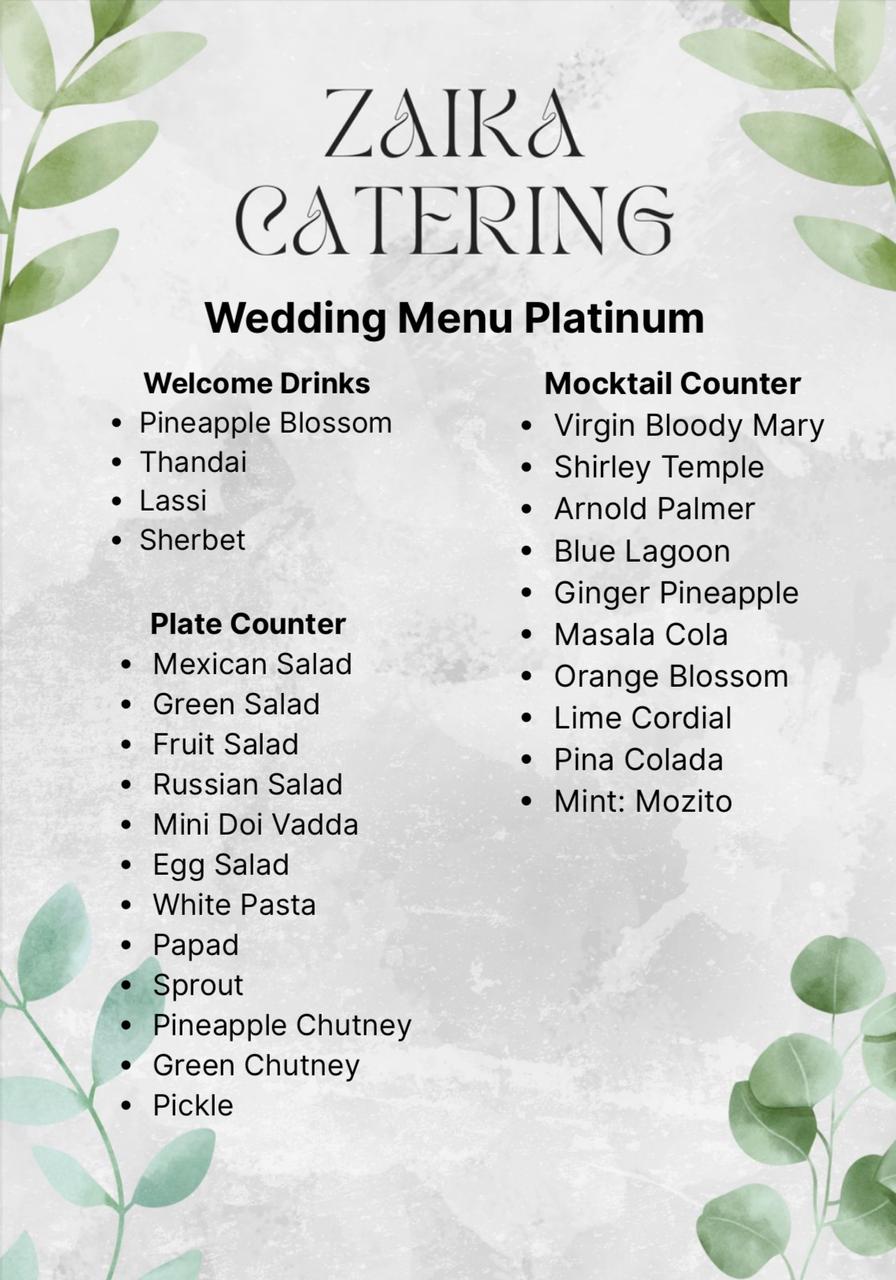 ZAIKA
CATERING
Wedding Menu Platinum
Welcome Drinks
• Pineapple Blossom
• Thandai
• Lassi
• Sherbet
Plate Counter
• Mexican Salad
• Green Salad
• Fruit Salad
• Russian Salad
• Mini Doi Vadda
• Egg Salad
• White Pasta
• Papad
• Sprout
• Pineapple Chutney
• Green Chutney
• Pickle
Mocktail Counter
• Virgin Bloody Mary
• Shirley Temple
• Arnold Palmer
• Blue Lagoon
• Ginger Pineapple
• Masala Cola
• Orange Blossom
• Lime Cordial
• Pina Colada
• Mint: Mozito